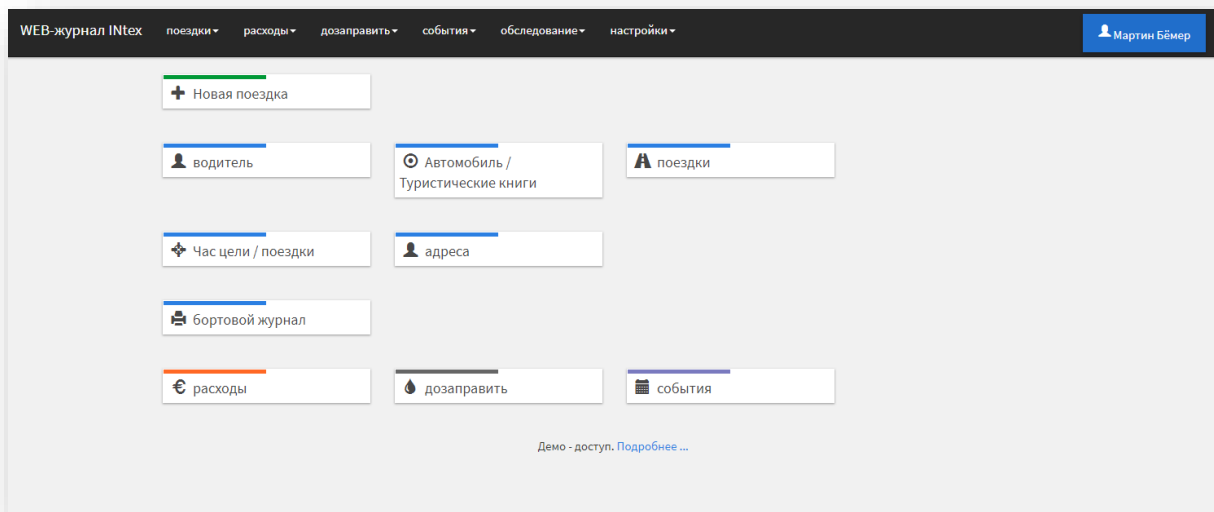 WEB-журнал INtex поездки расходы дозаправить события обследование настройки Мартин Бёмер
Новая поездка
водитель
Автомобиль /
Туристические книги
поездки
Час цели / поездки
адреса
бортовой журнал
расходы
дозаправить
события
Демо - доступ. Подробнее ...